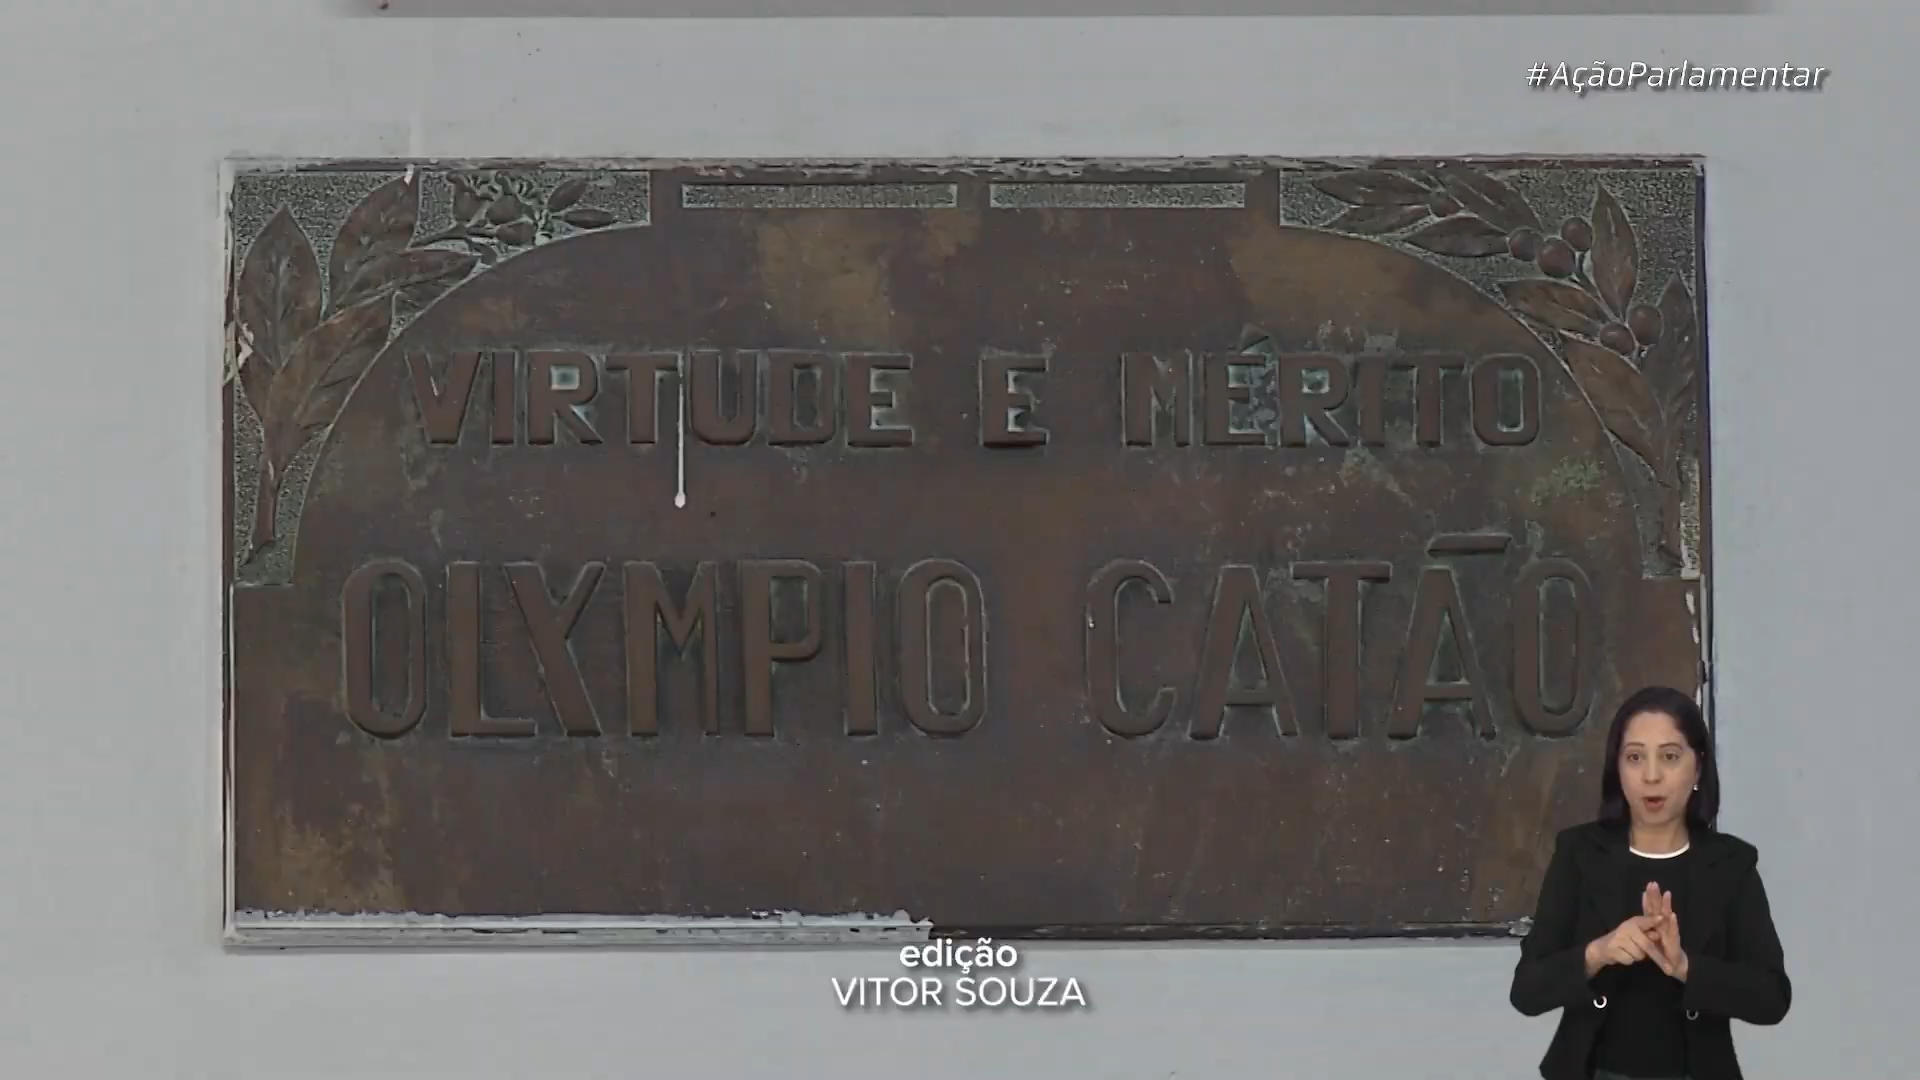 #AçãoParlamentar
VIRTUDE E MÉRITO
OLYMPIO CATÃO
edição
VITOR SOUZA